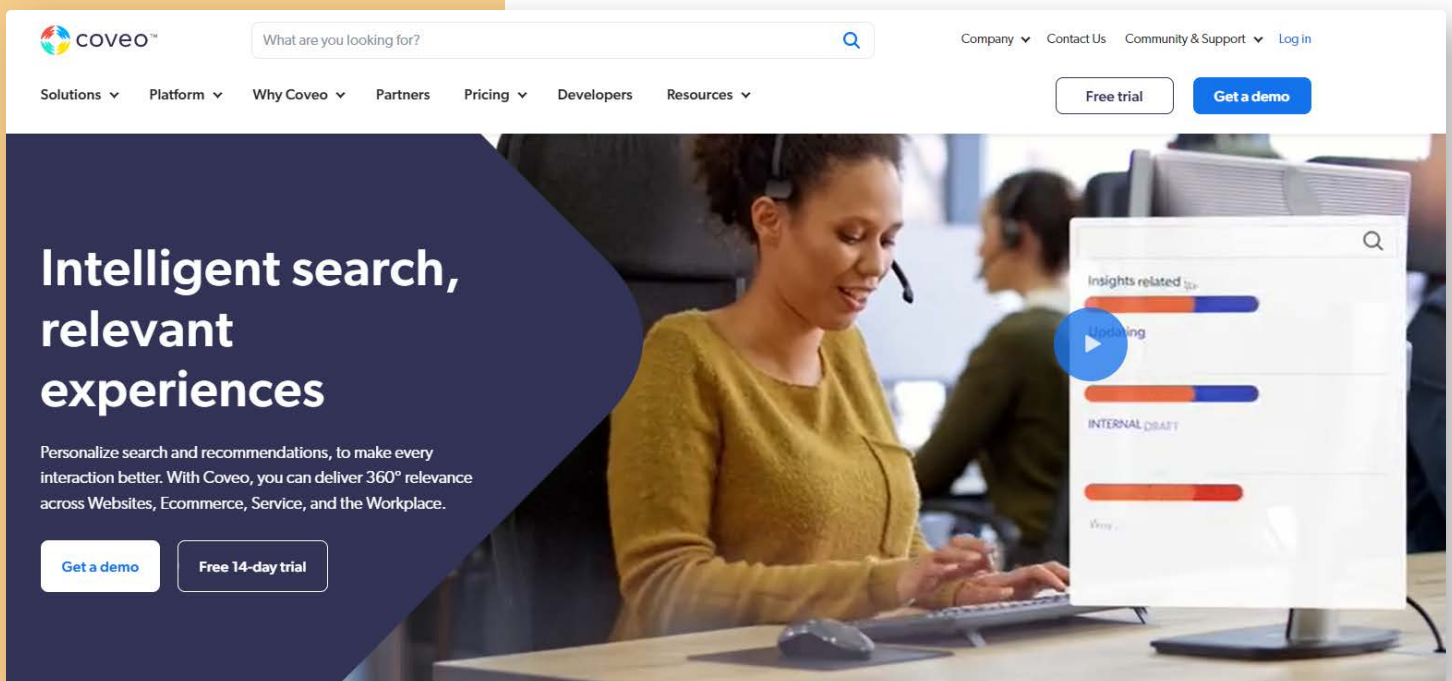 coveo™
What are you looking for?
Company Contact Us Community & Support Log in
Solutions Platform Why Coveo Partners Pricing Developers Resources
Free trial Get a demo
Intelligent search,
relevant
experiences
Personalize search and recommendations, to make every
interaction better. With Coveo, you can deliver 360° relevance
across Websites, Ecommerce, Service, and the Workplace.
Get a demo Free 14-day trial
Insights related to
Updating
INTERNAL DRAFT